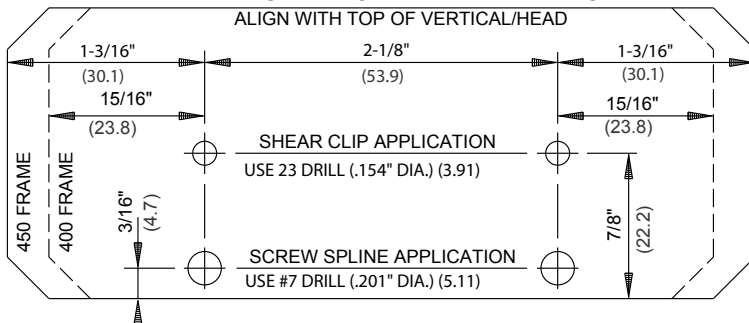 ALIGN WITH TOP OF VERTICAL/HEAD
1-3/16"
(30.1)
2-1/8"
(53.9)
1-3/16"
(30.1)
15/16"
(23.8)
15/16"
(23.8)
SHEAR CLIP APPLICATION
USE 23 DRILL (.154" DIA.) (3.91)
450 FRAME
400 FRAME
3/16"
(4.7)
7/8"
(22.2)
SCREW SPLINE APPLICATION
USE #7 DRILL (.201" DIA.) (5.11)